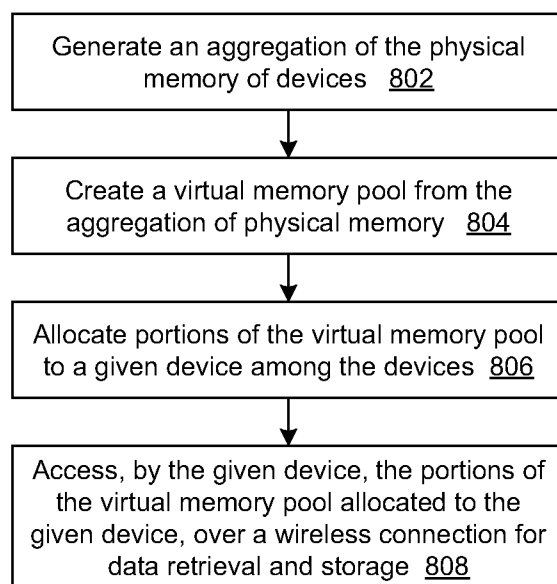 Generate an aggregation of the physical
memory of devices 802
Create a virtual memory pool from the
aggregation of physical memory 804
Allocate portions of the virtual memory pool
to a given device among the devices 806
Access, by the given device, the portions of
the virtual memory pool allocated to the
given device, over a wireless connection for
data retrieval and storage 808